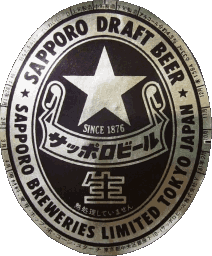 ★ SAPPORO DRAFT BEER ★
SINCE 1876
サッポロビール
生
熱処理していません
SAPPORO BREWERIES LIMITED TOKYO JAPAN